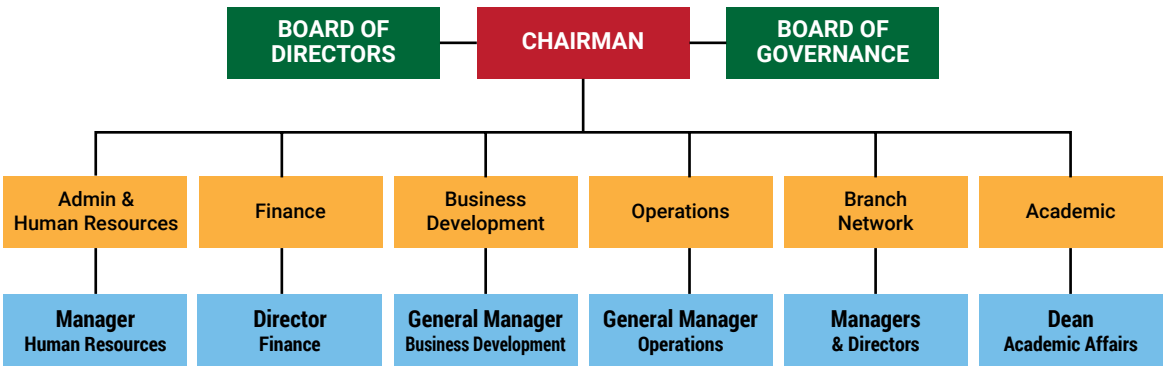 BOARD OF
DIRECTORS
CHAIRMAN
BOARD OF
GOVERNANCE
Admin &
Human Resources
Finance
Business
Development
Operations
Branch
Network
Academic
Manager
Human Resources
Director
Finance
General Manager
Business Development
General Manager
Operations
Managers
& Directors
Dean
Academic Affairs